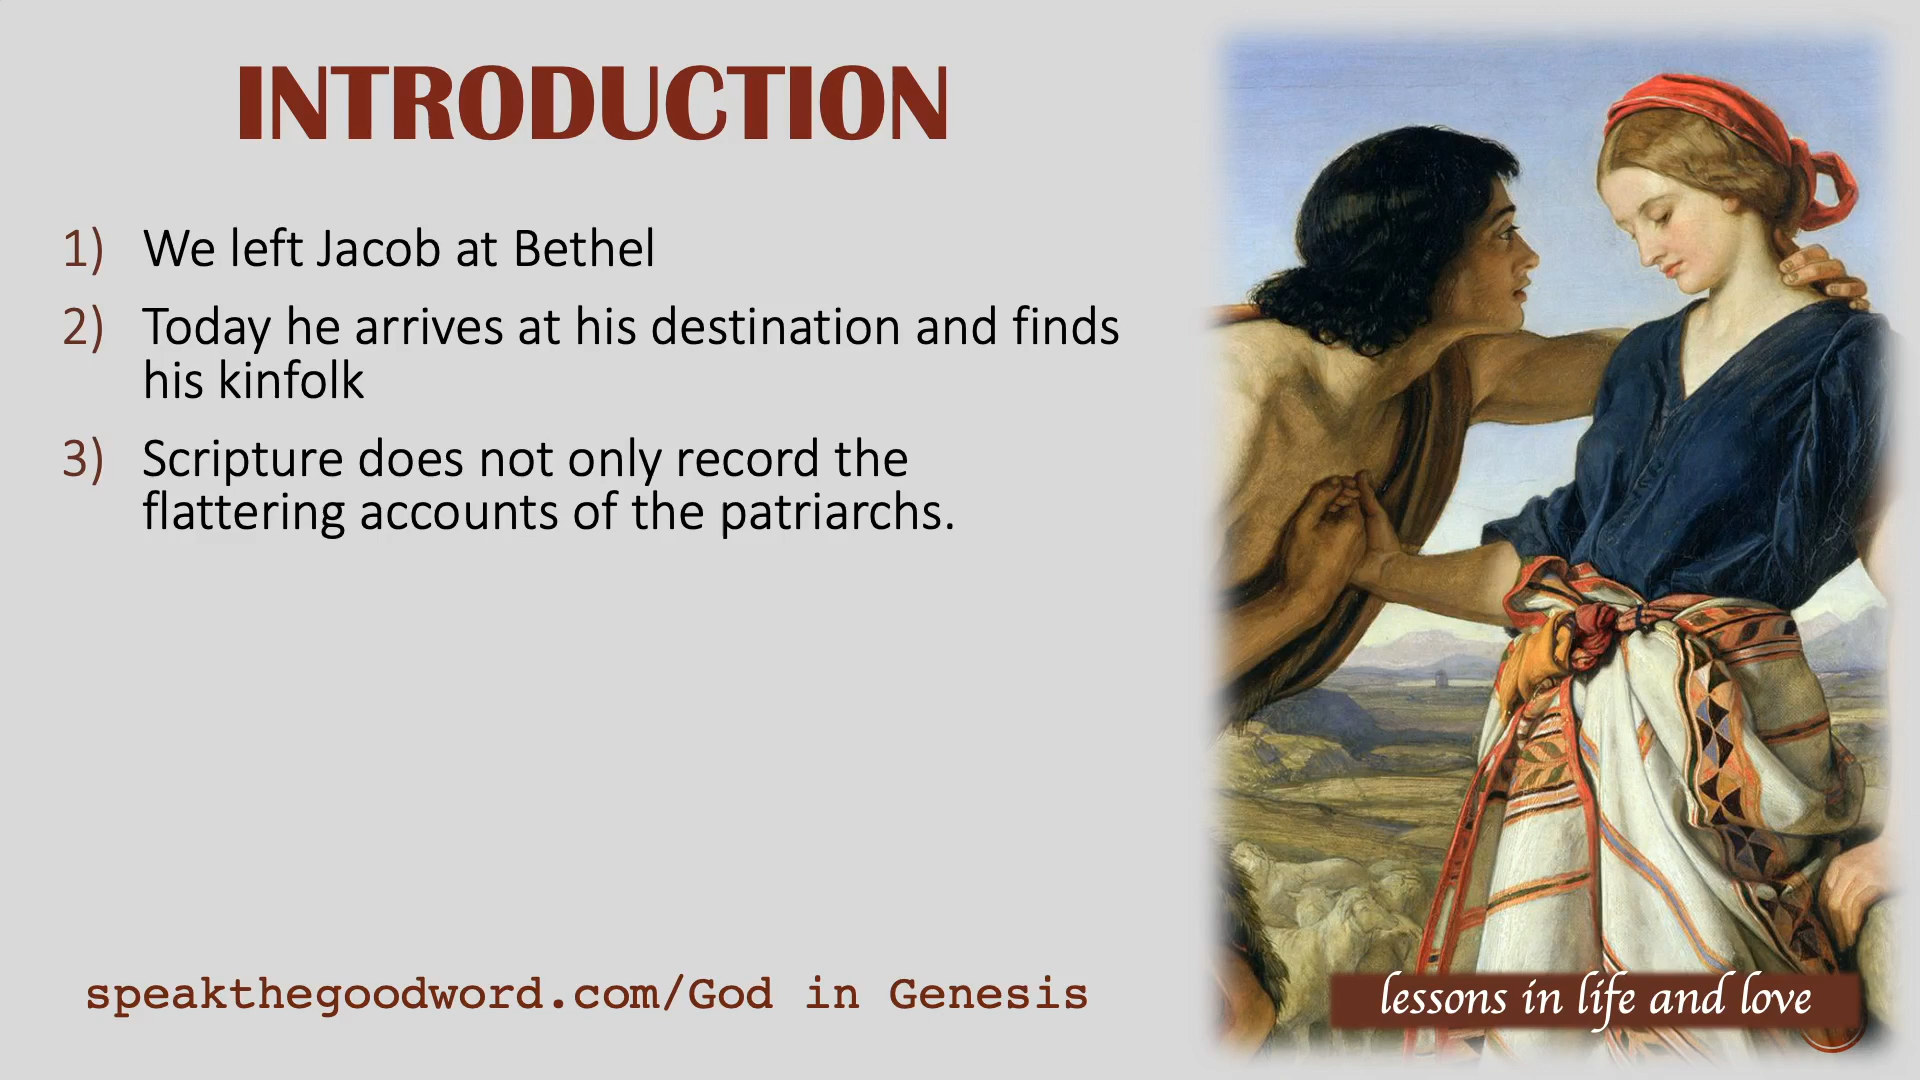 INTRODUCTION
1) We left Jacob at Bethel
2) Today he arrives at his destination and finds
his kinfolk
3) Scripture does not only record the
flattering accounts of the patriarchs.
speakthegoodword.com/God in Genesis
lessons in life and love